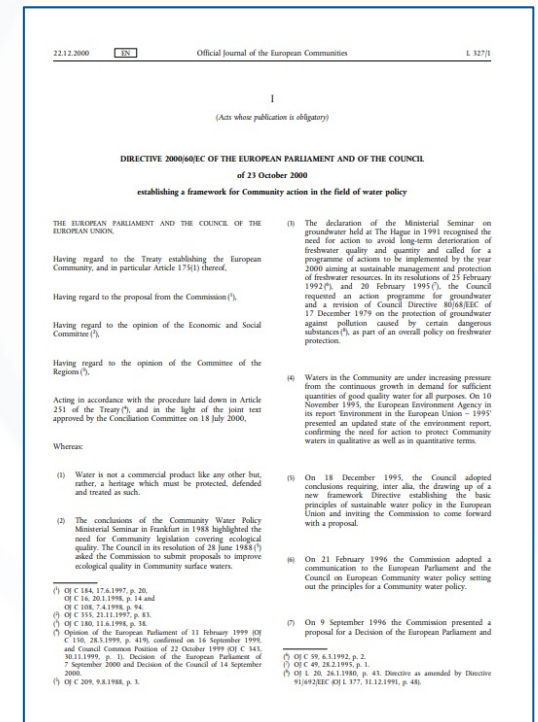 22.12.2000
EN
Official Journal of the European Communities
L 327/1
I
(Acts whose publication is obligatory)
DIRECTIVE 2000/60/EC OF THE EUROPEAN PARLIAMENT AND OF THE COUNCIL
of 23 October 2000
establishing a framework for Community action in the field of water policy
THE EUROPEAN PARLIAMENT AND THE COUNCIL OF THE
EUROPEAN UNION,
Having regard to the Treaty establishing the European
Community, and in particular Article 175(1) thereof,
Having regard to the proposal from the Commission (1),
Having regard to the opinion of the Economic and Social
Committee (2),
Having regard to the opinion of the Committee of the
Regions (3),
Acting in accordance with the procedure laid down in Article
251 of the Treaty (4), and in the light of the joint text
approved by the Conciliation Committee on 18 July 2000,
Whereas:
(1) Water is not a commercial product like any other but,
rather, a heritage which must be protected, defended
and treated as such.
(2) The conclusions of the Community Water Policy
Ministerial Seminar in Frankfurt in 1988 highlighted the
need for Community legislation covering ecological
quality. The Council in its resolution of 28 June 1988 (5)
asked the Commission to submit proposals to improve
ecological quality in Community surface waters.
(1) OJ C 184, 17.6.1997, p. 20,
OJ C 16, 20.1.1998, p. 14 and
OJ C 108, 7.4.1998, p. 94.
(2) OJ C 355, 21.11.1997, p. 83.
(3) OJ C 180, 11.6.1998, p. 38.
(4) Opinion of the European Parliament of 11 February 1999 (OJ
C 150, 28.5.1999, p. 419), confirmed on 16 September 1999,
and Council Common Position of 22 October 1999 (OJ C 343,
30.11.1999, p. 1). Decision of the European Parliament of
7 September 2000 and Decision of the Council of 14 September
2000.
(5) OJ C 209, 9.8.1988, p. 3.
(3) The declaration of the Ministerial Seminar on
groundwater held at The Hague in 1991 recognised the
need for action to avoid long-term deterioration of
freshwater quality and quantity and called for a
programme of actions to be implemented by the year
2000 aiming at sustainable management and protection
of freshwater resources. In its resolutions of 25 February
1992 (6), and 20 February 1995 (7), the Council
requested an action programme for groundwater
and a revision of Council Directive 80/68/EEC of
17 December 1979 on the protection of groundwater
against pollution caused by certain dangerous
substances (8), as part of an overall policy on freshwater
protection.
(4) Waters in the Community are under increasing pressure
from the continuous growth in demand for sufficient
quantities of good quality water for all purposes. On 10
November 1995, the European Environment Agency in
its report 'Environment in the European Union – 1995'
presented an updated state of the environment report,
confirming the need for action to protect Community
waters in qualitative as well as in quantitative terms.
(5) On 18 December 1995, the Council adopted
conclusions requiring, inter alia, the drawing up of a
new framework Directive establishing the basic
principles of sustainable water policy in the European
Union and inviting the Commission to come forward
with a proposal.
(6) On 21 February 1996 the Commission adopted a
communication to the European Parliament and the
Council on European Community water policy setting
out the principles for a Community water policy.
(7) On 9 September 1996 the Commission presented a
proposal for a Decision of the European Parliament and
(6) OJ C 59, 6.3.1992, p. 2.
(7) OJ C 49, 28.2.1995, p. 1.
(8) OJ L 20, 26.1.1980, p. 43. Directive as amended by Directive
91/692/EEC (OJ L 377, 31.12.1991, p. 48).